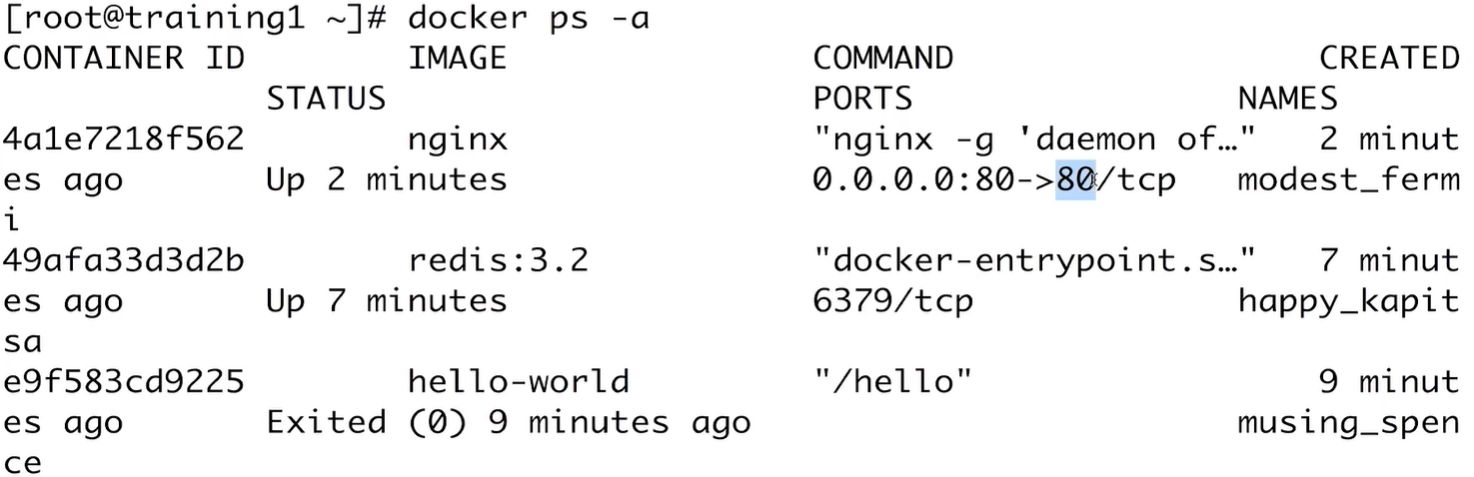 [root@training1 ~]# docker ps -a
CONTAINER ID        IMAGE               COMMAND                  CREATED
             STATUS                     PORTS                NAMES
4a1e7218f562        nginx               "nginx -g 'daemon of…"   2 minut
es ago       Up 2 minutes               0.0.0.0:80->80/tcp   modest_ferm
i
49afa33d3d2b        redis:3.2           "docker-entrypoint.s…"   7 minut
es ago       Up 7 minutes               6379/tcp             happy_kapit
sa
e9f583cd9225        hello-world         "/hello"                 9 minut
es ago       Exited (0) 9 minutes ago                        musing_spen
ce